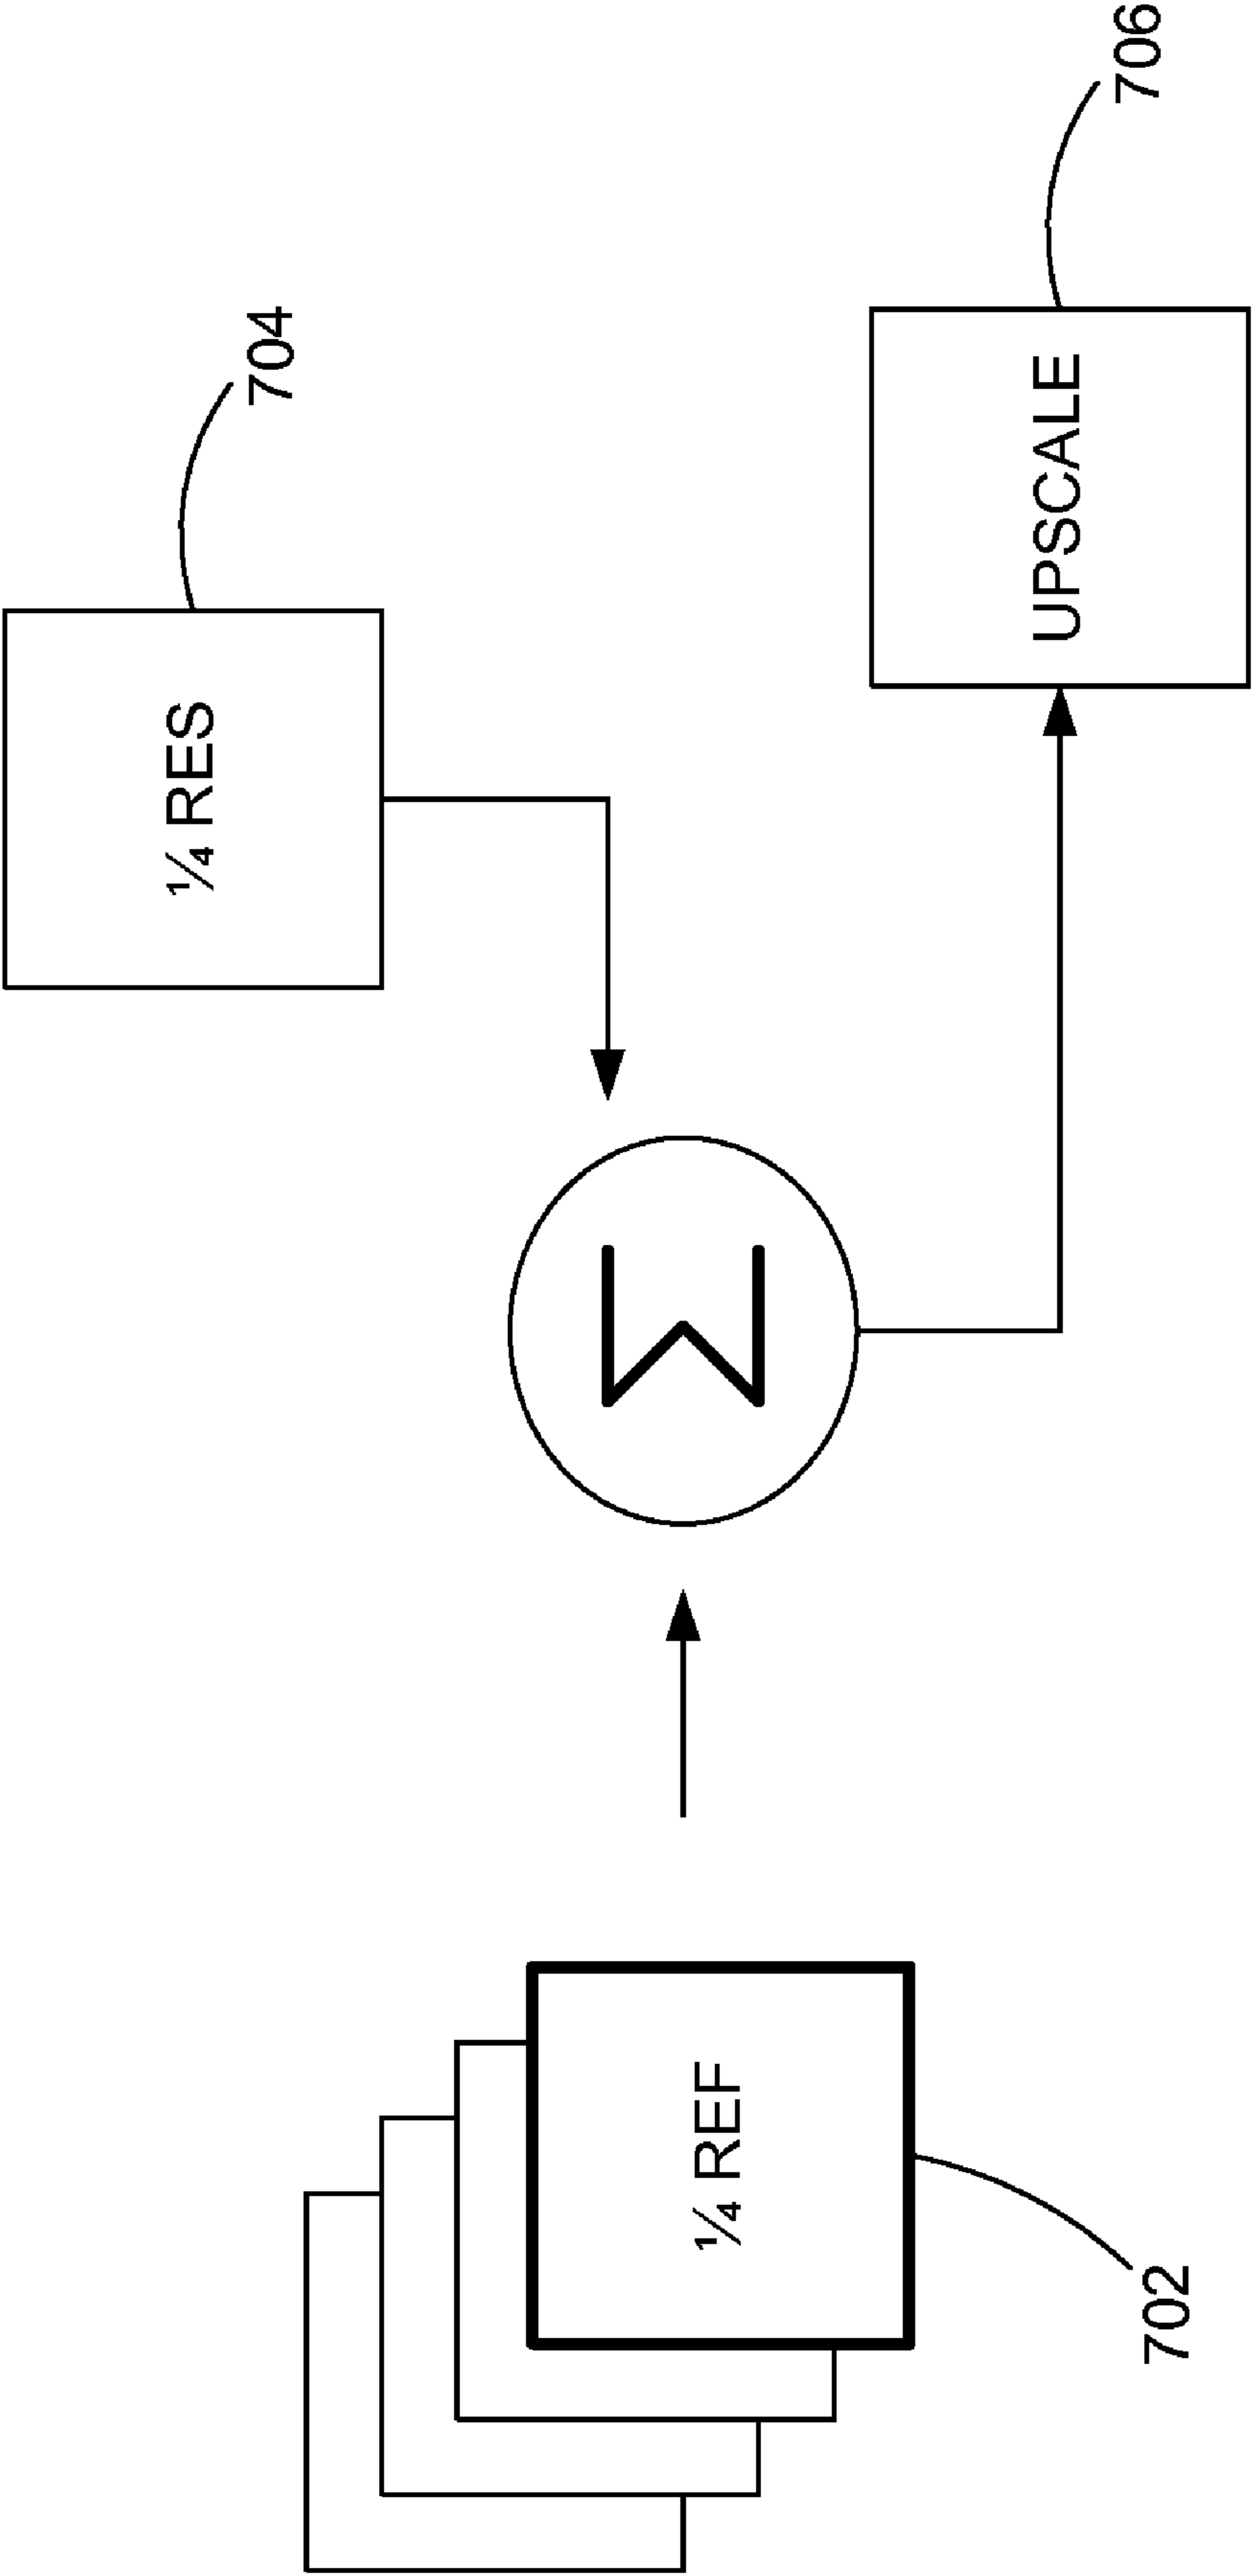 704
¼ RES
706
UPSCALE
Σ
¼ REF
702